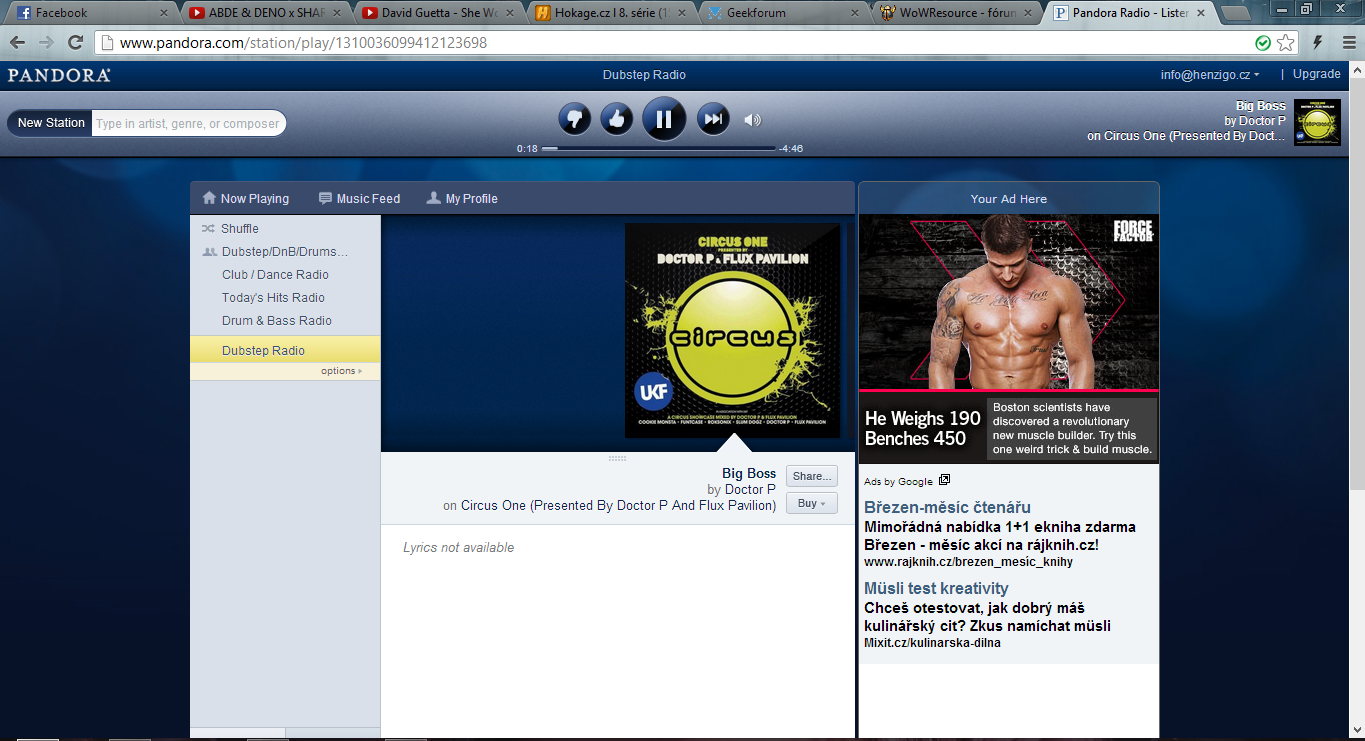 Facebook
ABDE & DENO x SHAR
David Guetta - She Wo
Hokage.cz l 8. série (1
Geekforum
WoWResource - fórun
Pandora Radio - Lister
www.pandora.com/station/play/1310036099412123698
PANDORA
Dubstep Radio
info@henzigo.cz
Upgrade
New Station
Type in artist, genre, or composer
0:18
-4:46
Big Boss
by Doctor P
on Circus One (Presented By Doct...
Now Playing
Music Feed
My Profile
Your Ad Here
Shuffle
Dubstep/DnB/Drums...
Club / Dance Radio
Today's Hits Radio
Drum & Bass Radio
Dubstep Radio
options
CIRCUS ONE
PRESENTED BY
DOCTOR P & FLUX PAVILION
CIRCUS
UKF
A CIRCUS SHOWCASE MIXED BY DOCTOR P & FLUX PAVILION
COOKIE MONSTA • FUNTCASE • ROKSONIX • SLUM DOGZ • DOCTOR P • FLUX PAVILION
Big Boss
by Doctor P
on Circus One (Presented By Doctor P And Flux Pavilion)
Share...
Buy
Lyrics not available
FORCE
FACTOR
He Weighs 190
Benches 450
Boston scientists have
discovered a revolutionary
new muscle builder. Try this
one weird trick & build muscle.
Ads by Google
Březen-měsíc čtenářu
Mimořádná nabídka 1+1 ekniha zdarma
Březen - měsíc akcí na rájknih.cz!
www.rajknih.cz/brezen_mesíc_knihy
Müsli test kreativity
Chceš otestovat, jak dobrý máš
kulinářský cit? Zkus namíchat müsli
Mixit.cz/kulinarska-dilna